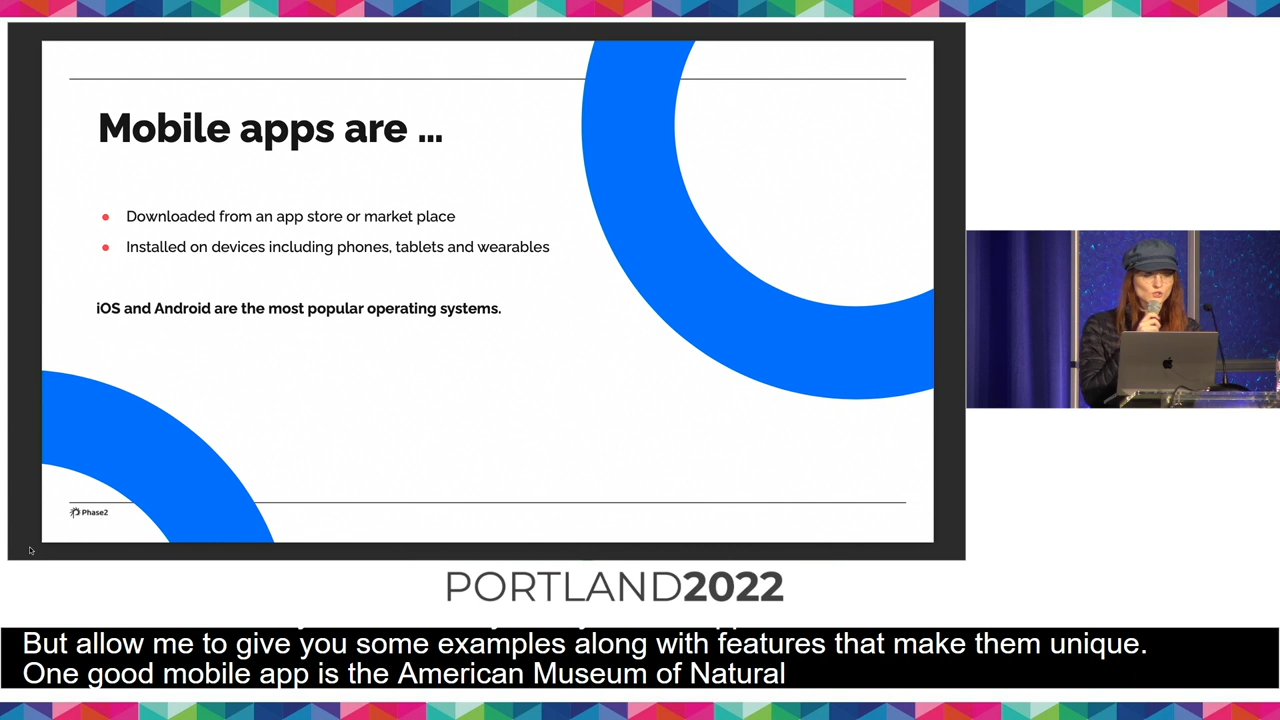 Mobile apps are ...
Downloaded from an app store or market place
Installed on devices including phones, tablets and wearables
iOS and Android are the most popular operating systems.
Phase2
PORTLAND2022
But allow me to give you some examples along with features that make them unique.
One good mobile app is the American Museum of Natural